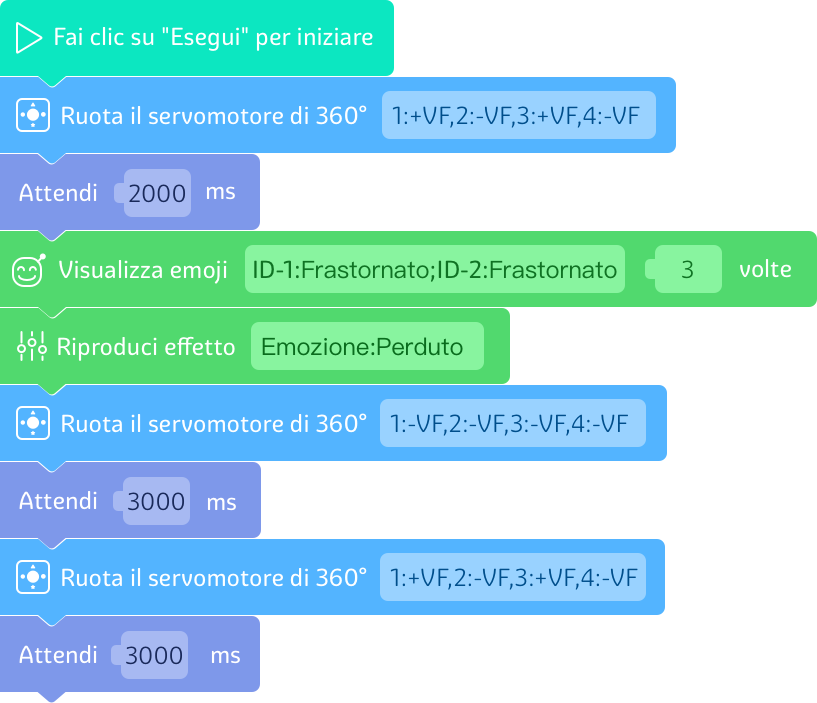 Fai clic su "Esegui" per iniziare
Ruota il servomotore di 360° 1:+VF,2:-VF,3:+VF,4:-VF
Attendi 2000 ms
Visualizza emoji ID-1:Frastornato;ID-2:Frastornato 3 volte
Riproduci effetto Emozione:Perduto
Ruota il servomotore di 360° 1:-VF,2:-VF,3:-VF,4:-VF
Attendi 3000 ms
Ruota il servomotore di 360° 1:+VF,2:-VF,3:+VF,4:-VF
Attendi 3000 ms